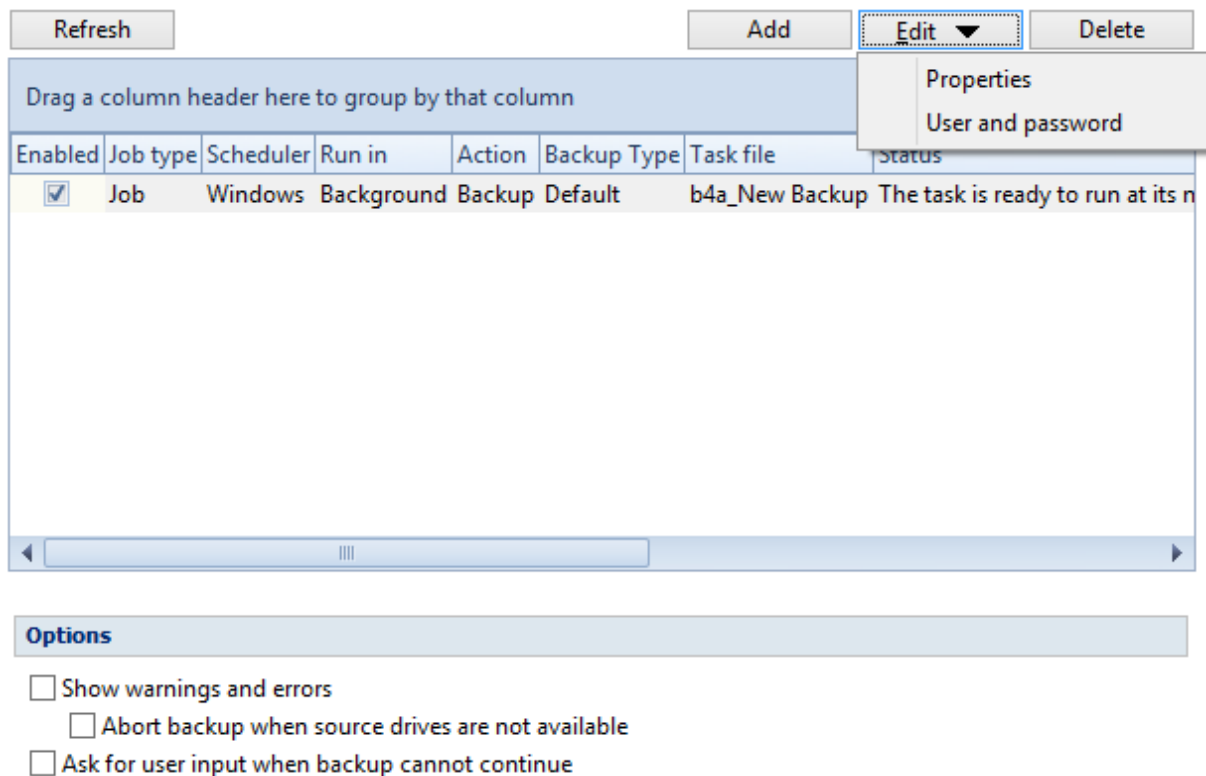 Refresh Add Edit Delete
Properties
Drag a column header here to group by that column
User and password
Enabled Job type Scheduler Run in Action Backup Type Task file Status
Job Windows Background Backup Default b4a_New Backup The task is ready to run at its n
Options
Show warnings and errors
Abort backup when source drives are not available
Ask for user input when backup cannot continue